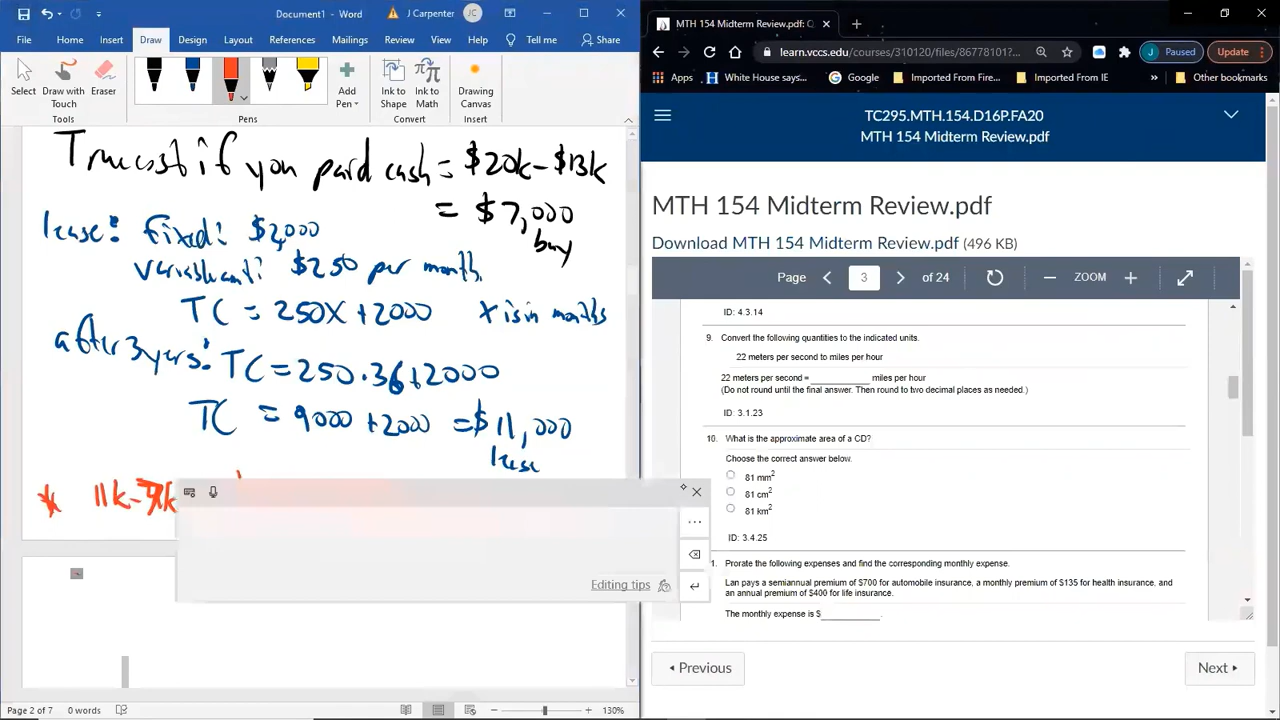 Document1 - Word
J Carpenter
JC
File
Home
Insert
Draw
Design
Layout
References
Mailings
Review
View
Help
Tell me
Share
Select
Draw with Touch
Eraser
Add Pen
Ink to Shape
Ink to Math
Drawing Canvas
Tools
Pens
Convert
Insert
True cost if you paid cash = $20k - $13k
= $7,000
buy
lease: fixed: $2,000
variable cost: $250 per month
TC = 250x + 2000 x is in months
after 3 yers: TC = 250 · 36 + 2000
TC = 9000 + 2000 = $11,000
lease
* 11k -
Editing tips
Page 2 of 7
0 words
130%
MTH 154 Midterm Review.pdf: C
learn.vccs.edu/courses/310120/files/86778101?...
J
Paused
Update
Apps
White House says...
Google
Imported From Fire...
Imported From IE
»
Other bookmarks
TC295.MTH.154.D16P.FA20
MTH 154 Midterm Review.pdf
MTH 154 Midterm Review.pdf
Download MTH 154 Midterm Review.pdf (496 KB)
Page < 3 > of 24
ZOOM
ID: 4.3.14
9. Convert the following quantities to the indicated units.
22 meters per second to miles per hour
22 meters per second = __________ miles per hour
(Do not round until the final answer. Then round to two decimal places as needed.)
ID: 3.1.23
10. What is the approximate area of a CD?
Choose the correct answer below.
81 mm²
81 cm²
81 km²
ID: 3.4.25
1. Prorate the following expenses and find the corresponding monthly expense.
Lan pays a semiannual premium of $700 for automobile insurance, a monthly premium of $135 for health insurance, and
an annual premium of $400 for life insurance.
The monthly expense is $__________.
Previous
Next